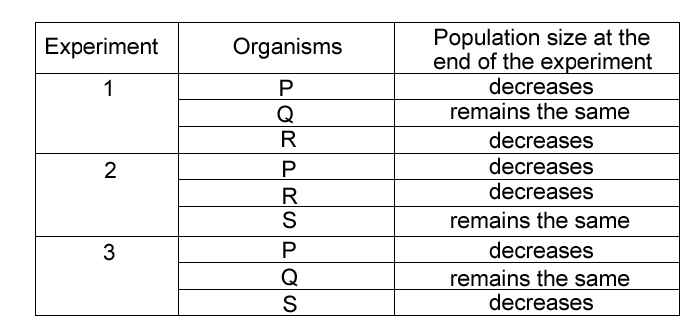 Experiment Organisms Population size at the
end of the experiment
1 P decreases
Q remains the same
R decreases
2 P decreases
R decreases
S remains the same
3 P decreases
Q remains the same
S decreases